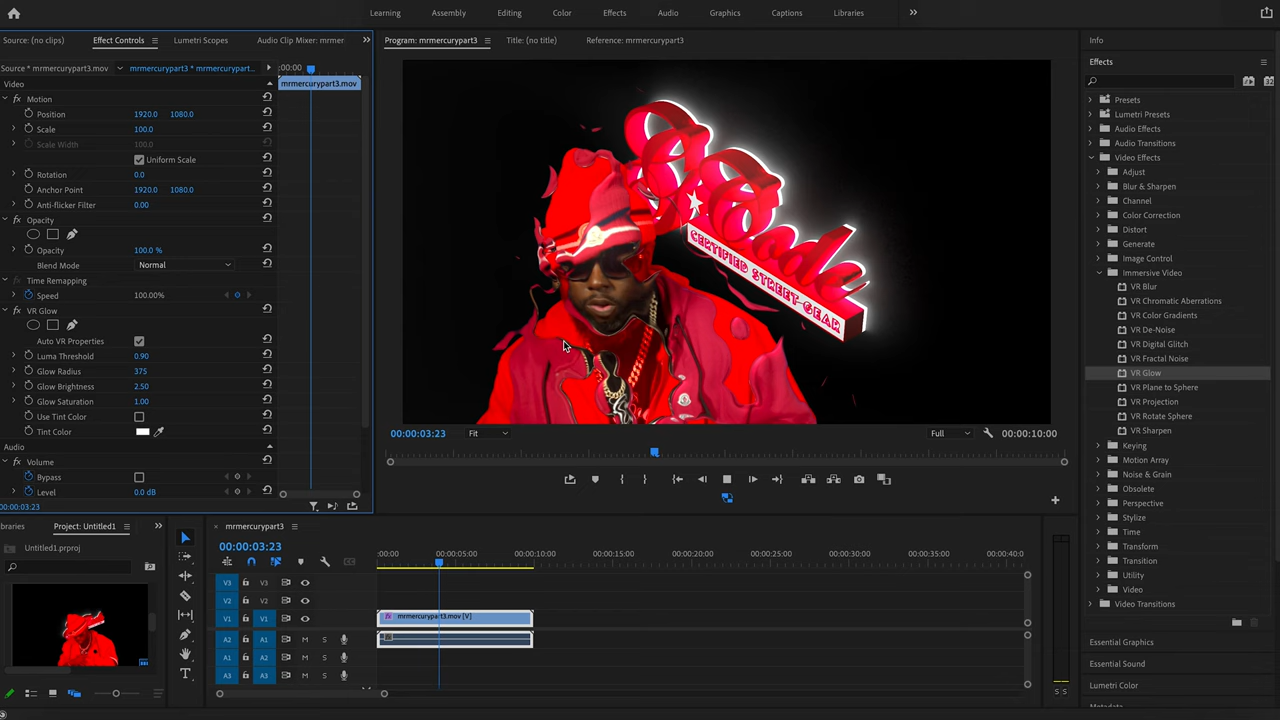 Learning Assembly Editing Color Effects Audio Graphics Captions Libraries
Source: (no clips) Effect Controls Lumetri Scopes Audio Clip Mixer: mrmer
Source * mrmercurypart3.mov mrmercurypart3 * mrmercurypart... :00:00
Video mrmercurypart3.mov
Motion
Position 1920.0 1080.0
Scale 100.0
Scale Width 100.0
Uniform Scale
Rotation 0.0
Anchor Point 1920.0 1080.0
Anti-flicker Filter 0.00
Opacity
Opacity 100.0 %
Blend Mode Normal
Time Remapping
Speed 100.00%
VR Glow
Auto VR Properties
Luma Threshold 0.90
Glow Radius 375
Glow Brightness 2.50
Glow Saturation 1.00
Use Tint Color
Tint Color
Audio
Volume
Bypass
Level 0.0 dB
00:00:03:23
Program: mrmercurypart3 Title: (no title) Reference: mrmercurypart3
CERTIFIED STREET GEAR
00:00:03:23 Fit Full 00:00:10:00
Info
Effects
Presets
Lumetri Presets
Audio Effects
Audio Transitions
Video Effects
Adjust
Blur & Sharpen
Channel
Color Correction
Distort
Generate
Image Control
Immersive Video
VR Blur
VR Chromatic Aberrations
VR Color Gradients
VR De-Noise
VR Digital Glitch
VR Fractal Noise
VR Glow
VR Plane to Sphere
VR Projection
VR Rotate Sphere
VR Sharpen
Keying
Motion Array
Noise & Grain
Obsolete
Perspective
Stylize
Time
Transform
Transition
Utility
Video
Video Transitions
Essential Graphics
Essential Sound
Lumetri Color
Markers
braries Project: Untitled1
Untitled1.prproj
mrmercurypart3
00:00:03:23
:00:00 00:00:05:00 00:00:10:00 00:00:15:00 00:00:20:00 00:00:25:00 00:00:30:00 00:00:35:00 00:00:40:00
V3 V3
V2 V2
V1 V1 mrmercurypart3.mov [V]
A2 A1 M S
A1 A2 M S
A3 A3 M S
S S